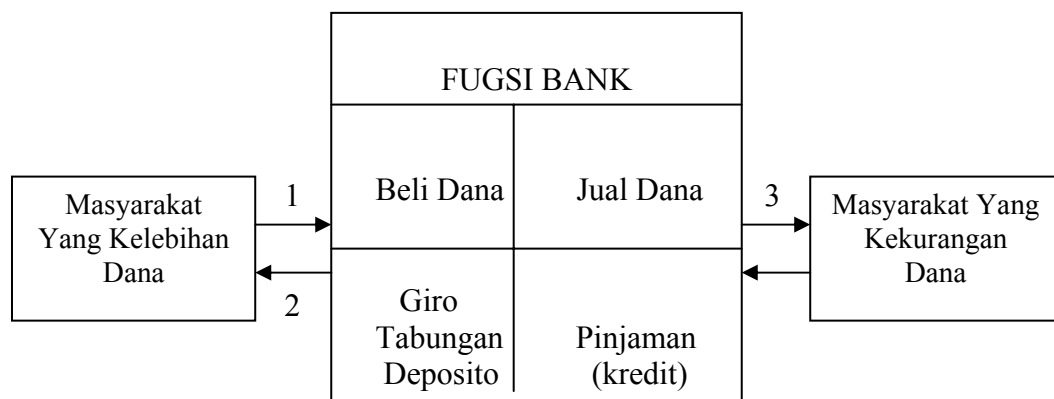 FUGSI BANK
Masyarakat
Yang Kelebihan
Dana
1
2
Beli Dana
Jual Dana
Giro
Tabungan
Deposito
Pinjaman
(kredit)
3
Masyarakat Yang
Kekurangan
Dana